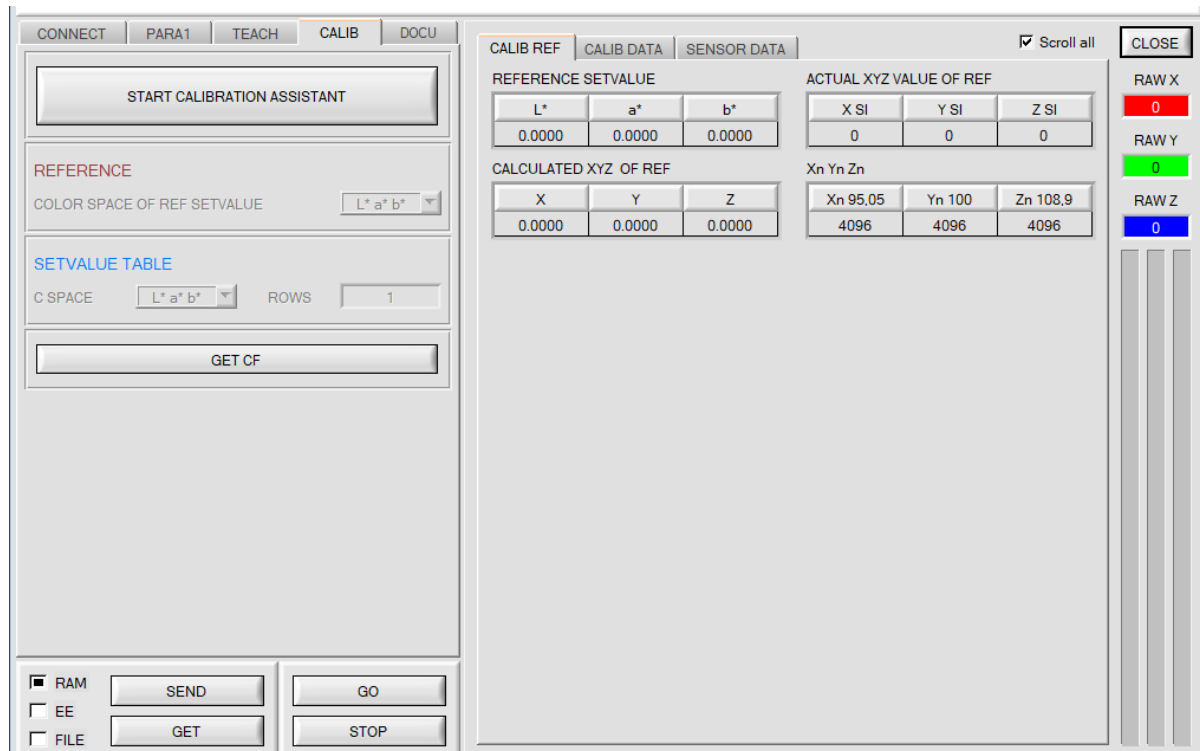 CONNECT PARA1 TEACH CALIB DOCU
START CALIBRATION ASSISTANT
REFERENCE
COLOR SPACE OF REF SETVALUE L* a* b*
SETVALUE TABLE
C SPACE L* a* b* ROWS 1
GET CF
RAM
EE
FILE
SEND
GET
GO
STOP
CALIB REF CALIB DATA SENSOR DATA
Scroll all
REFERENCE SETVALUE
L* a* b*
0.0000 0.0000 0.0000
ACTUAL XYZ VALUE OF REF
X SI Y SI Z SI
0 0 0
CALCULATED XYZ OF REF
X Y Z
0.0000 0.0000 0.0000
Xn Yn Zn
Xn 95,05 Yn 100 Zn 108,9
4096 4096 4096
CLOSE
RAW X
0
RAW Y
0
RAW Z
0